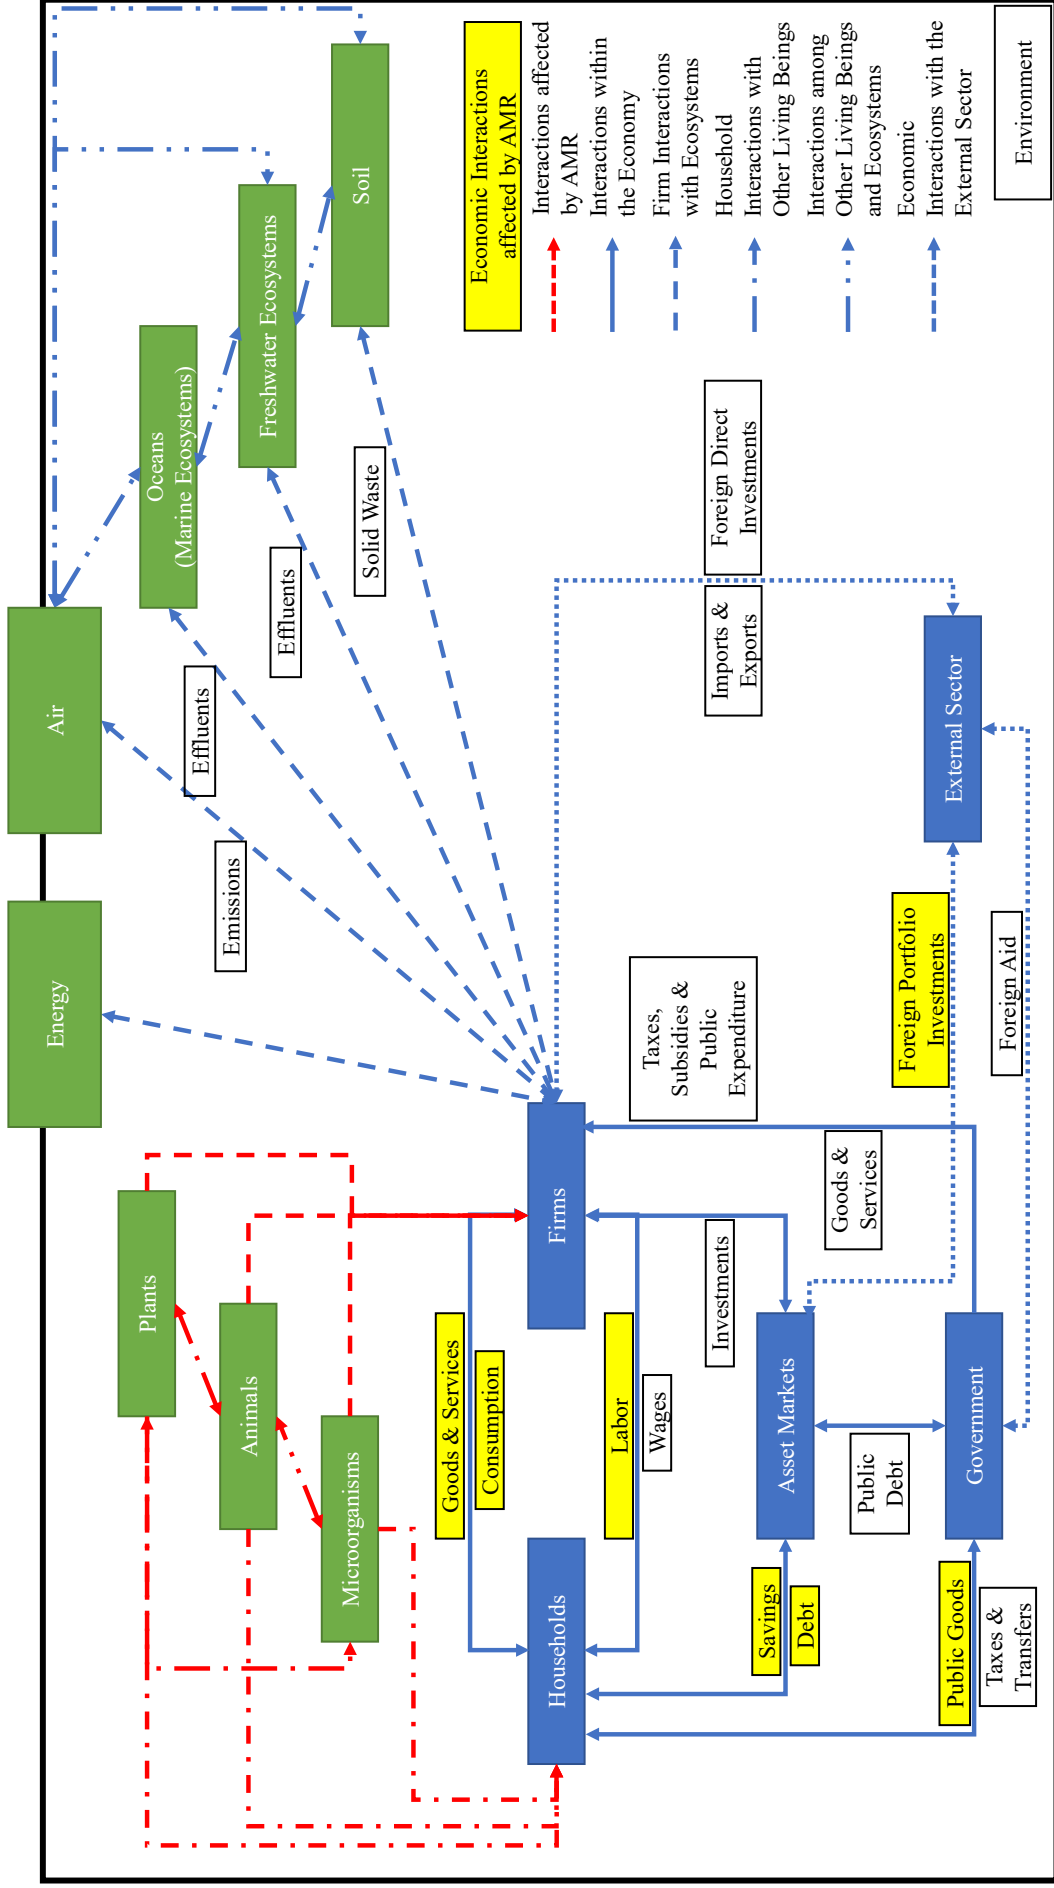 Energy
Air
Plants
Animals
Microorganisms
Oceans
(Marine Ecosystems)
Freshwater Ecosystems
Soil
Emissions
Effluents
Effluents
Solid Waste
Goods & Services
Consumption
Households
Firms
Labor
Wages
Investments
Taxes,
Subsidies &
Public
Expenditure
Imports &
Exports
Foreign Direct
Investments
Savings
Debt
Asset Markets
Public
Debt
Goods &
Services
Foreign Portfolio
Investments
External Sector
Public Goods
Taxes &
Transfers
Government
Foreign Aid
Economic Interactions
affected by AMR
Interactions affected
by AMR
Interactions within
the Economy
Firm Interactions
with Ecosystems
Household
Interactions with
Other Living Beings
Interactions among
Other Living Beings
and Ecosystems
Economic
Interactions with the
External Sector
Environment